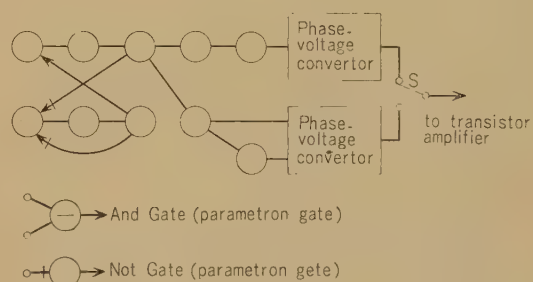 Phase-
voltage
convertor
S
to transistor
amplifier
Phase-
voltage
convertor
And Gate (parametron gate)
Not Gate (parametron gete)